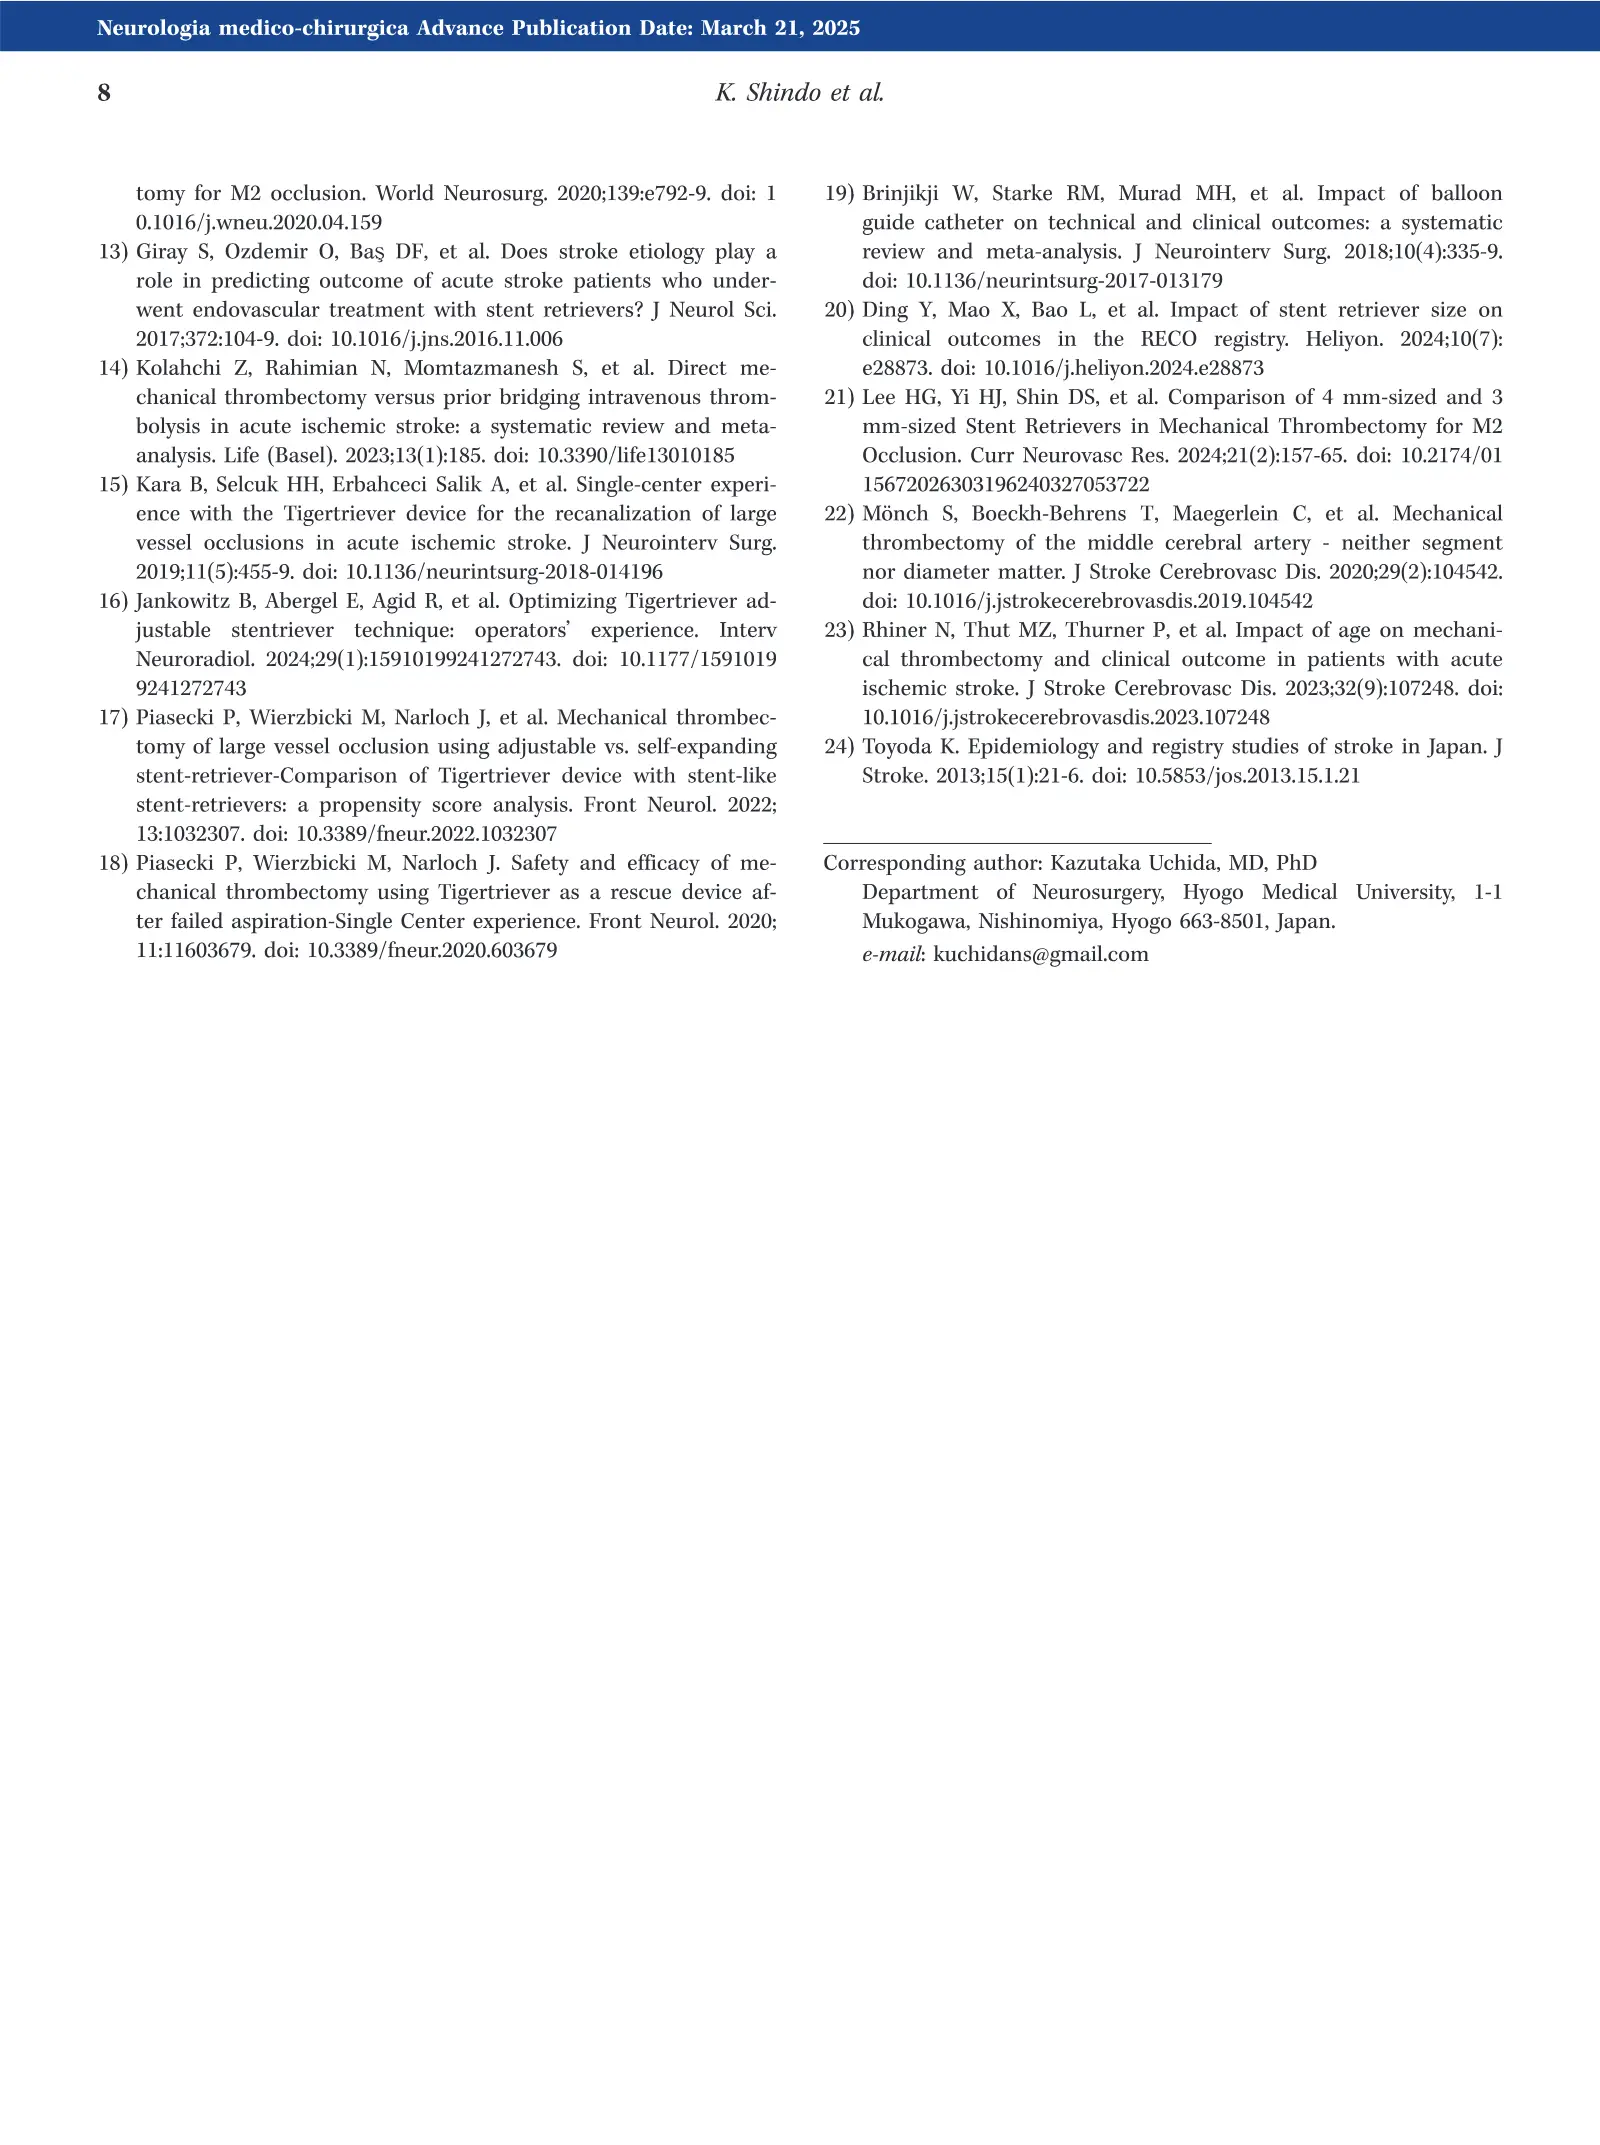 Neurologia medico-chirurgica Advance Publication Date: March 21, 2025
8
K. Shindo et al.
tomy for M2 occlusion. World Neurosurg. 2020;139:e792-9. doi: 1
0.1016/j.wneu.2020.04.159
13) Giray S, Ozdemir O, Baş DF, et al. Does stroke etiology play a
role in predicting outcome of acute stroke patients who under-
went endovascular treatment with stent retrievers? J Neurol Sci.
2017;372:104-9. doi: 10.1016/j.jns.2016.11.006
14) Kolahchi Z, Rahimian N, Momtazmanesh S, et al. Direct me-
chanical thrombectomy versus prior bridging intravenous throm-
bolysis in acute ischemic stroke: a systematic review and meta-
analysis. Life (Basel). 2023;13(1):185. doi: 10.3390/life13010185
15) Kara B, Selcuk HH, Erbahceci Salik A, et al. Single-center experi-
ence with the Tigertriever device for the recanalization of large
vessel occlusions in acute ischemic stroke. J Neurointerv Surg.
2019;11(5):455-9. doi: 10.1136/neurintsurg-2018-014196
16) Jankowitz B, Abergel E, Agid R, et al. Optimizing Tigertriever ad-
justable stentriever technique: operators’ experience. Interv
Neuroradiol. 2024;29(1):15910199241272743. doi: 10.1177/1591019
9241272743
17) Piasecki P, Wierzbicki M, Narloch J, et al. Mechanical thrombec-
tomy of large vessel occlusion using adjustable vs. self-expanding
stent-retriever-Comparison of Tigertriever device with stent-like
stent-retrievers: a propensity score analysis. Front Neurol. 2022;
13:1032307. doi: 10.3389/fneur.2022.1032307
18) Piasecki P, Wierzbicki M, Narloch J. Safety and efficacy of me-
chanical thrombectomy using Tigertriever as a rescue device af-
ter failed aspiration-Single Center experience. Front Neurol. 2020;
11:11603679. doi: 10.3389/fneur.2020.603679
19) Brinjikji W, Starke RM, Murad MH, et al. Impact of balloon
guide catheter on technical and clinical outcomes: a systematic
review and meta-analysis. J Neurointerv Surg. 2018;10(4):335-9.
doi: 10.1136/neurintsurg-2017-013179
20) Ding Y, Mao X, Bao L, et al. Impact of stent retriever size on
clinical outcomes in the RECO registry. Heliyon. 2024;10(7):
e28873. doi: 10.1016/j.heliyon.2024.e28873
21) Lee HG, Yi HJ, Shin DS, et al. Comparison of 4 mm-sized and 3
mm-sized Stent Retrievers in Mechanical Thrombectomy for M2
Occlusion. Curr Neurovasc Res. 2024;21(2):157-65. doi: 10.2174/01
15672026303196240327053722
22) Mönch S, Boeckh-Behrens T, Maegerlein C, et al. Mechanical
thrombectomy of the middle cerebral artery - neither segment
nor diameter matter. J Stroke Cerebrovasc Dis. 2020;29(2):104542.
doi: 10.1016/j.jstrokecerebrovasdis.2019.104542
23) Rhiner N, Thut MZ, Thurner P, et al. Impact of age on mechani-
cal thrombectomy and clinical outcome in patients with acute
ischemic stroke. J Stroke Cerebrovasc Dis. 2023;32(9):107248. doi:
10.1016/j.jstrokecerebrovasdis.2023.107248
24) Toyoda K. Epidemiology and registry studies of stroke in Japan. J
Stroke. 2013;15(1):21-6. doi: 10.5853/jos.2013.15.1.21
Corresponding author: Kazutaka Uchida, MD, PhD
Department of Neurosurgery, Hyogo Medical University, 1-1
Mukogawa, Nishinomiya, Hyogo 663-8501, Japan.
e-mail: kuchidans@gmail.com